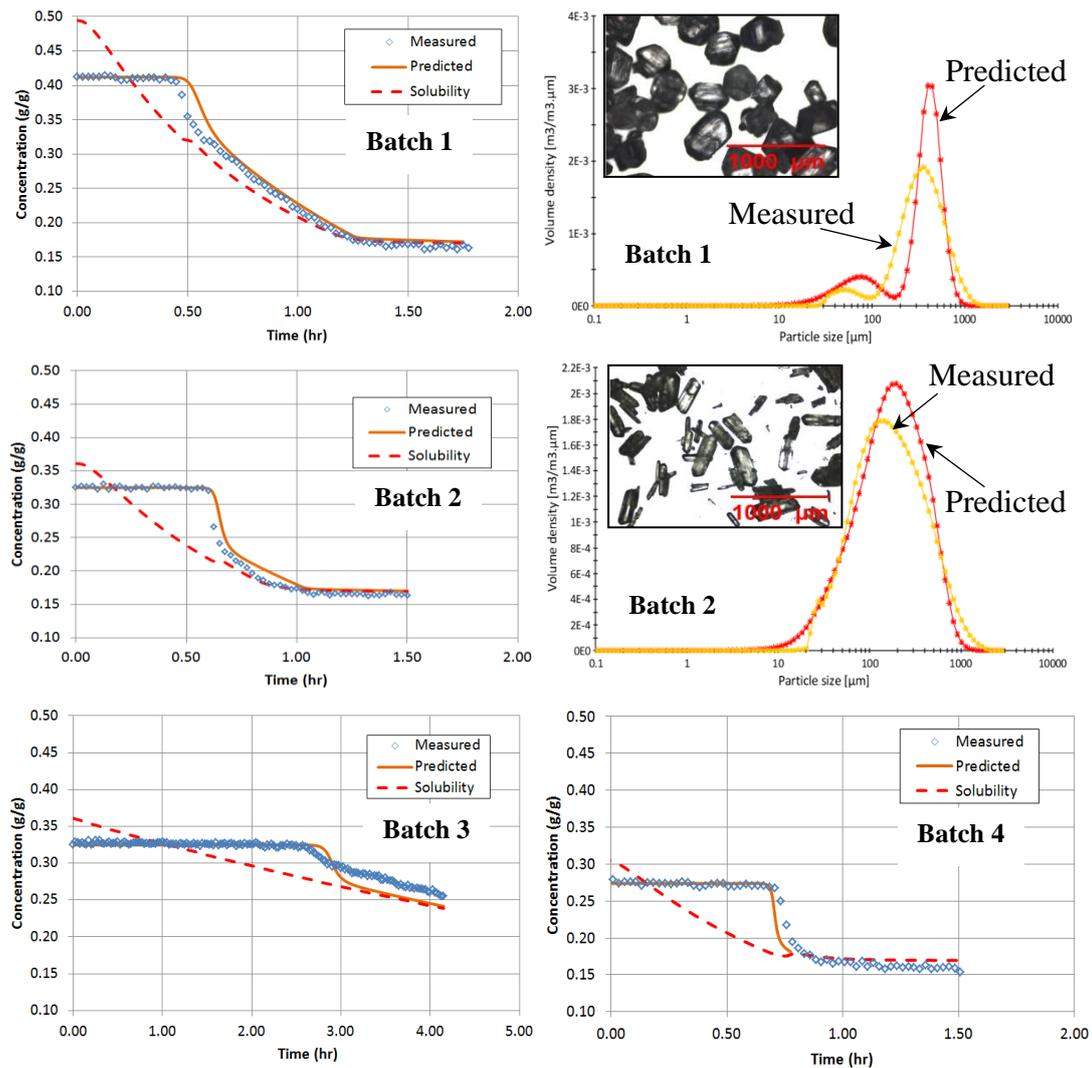 0.50
0.45
0.40
0.35
0.30
0.25
0.20
0.15
0.10
Concentration (g/g)
0.00 0.50 1.00 1.50 2.00
Time (hr)
Measured
Predicted
Solubility
Batch 1
4E-3
3E-3
2E-3
1E-3
0E0
Volume density [m3/m3.µm]
0.1 1 10 100 1000 10000
Particle size [µm]
1000 µm
Predicted
Measured
Batch 1
0.50
0.45
0.40
0.35
0.30
0.25
0.20
0.15
0.10
Concentration (g/g)
0.00 0.50 1.00 1.50 2.00
Time (hr)
Measured
Predicted
Solubility
Batch 2
2.2E-3
2E-3
1.8E-3
1.6E-3
1.4E-3
1.2E-3
1E-3
8E-4
6E-4
4E-4
2E-4
0E0
Volume density [m3/m3.µm]
0.1 1 10 100 1000 10000
Particle size [µm]
1000 µm
Measured
Predicted
Batch 2
0.50
0.45
0.40
0.35
0.30
0.25
0.20
0.15
0.10
Concentration (g/g)
0.00 1.00 2.00 3.00 4.00 5.00
Time (hr)
Measured
Predicted
Solubility
Batch 3
0.50
0.45
0.40
0.35
0.30
0.25
0.20
0.15
0.10
Concentration (g/g)
0.00 0.50 1.00 1.50 2.00
Time (hr)
Measured
Predicted
Solubility
Batch 4